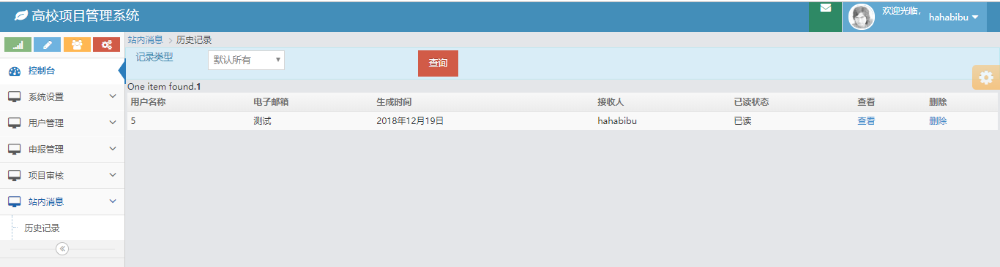 高校项目管理系统
欢迎光临，
hahabibu
站内消息 > 历史记录
控制台
系统设置
用户管理
申报管理
项目审核
站内消息
历史记录
记录类型 默认所有 查询
One item found.1
用户名称 电子邮箱 生成时间 接收人 已读状态 查看 删除
5 测试 2018年12月19日 hahabibu 已读 查看 删除